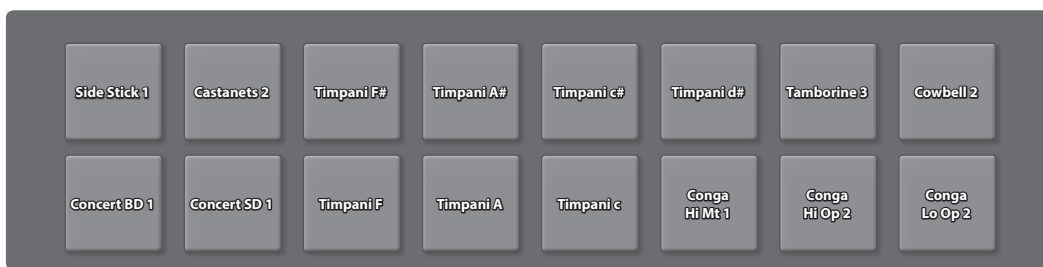 Side Stick 1 Castanets 2 Timpani F# Timpani A# Timpani c# Timpani d# Tamborine 3 Cowbell 2
Concert BD 1 Concert SD 1 Timpani F Timpani A Timpani c Conga
Hi Mt 1 Conga
Hi Op 2 Conga
Lo Op 2